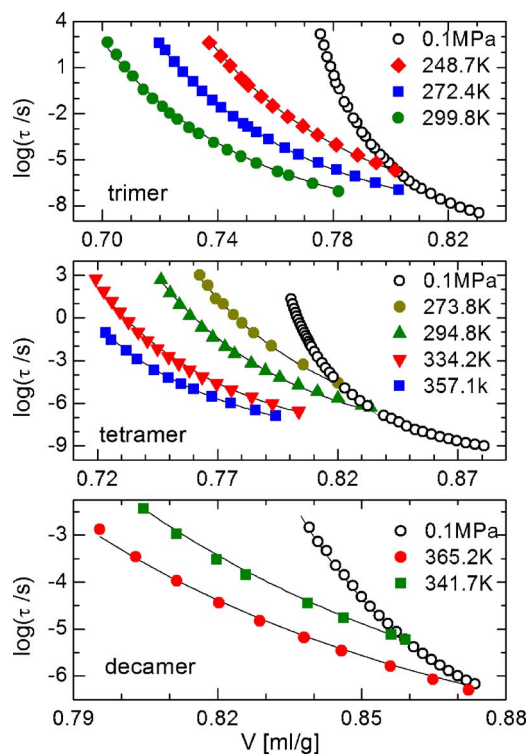 4
1
-2
-5
-8
log(τ/s)
0.1MPa
248.7K
272.4K
299.8K
trimer
0.70 0.74 0.78 0.82
3
0
-3
-6
-9
log(τ/s)
0.1MPa
273.8K
294.8K
334.2K
357.1k
tetramer
0.72 0.77 0.82 0.87
-3
-4
-5
-6
log(τ/s)
0.1MPa
365.2K
341.7K
decamer
0.79 0.82 0.85 0.88
V [ml/g]